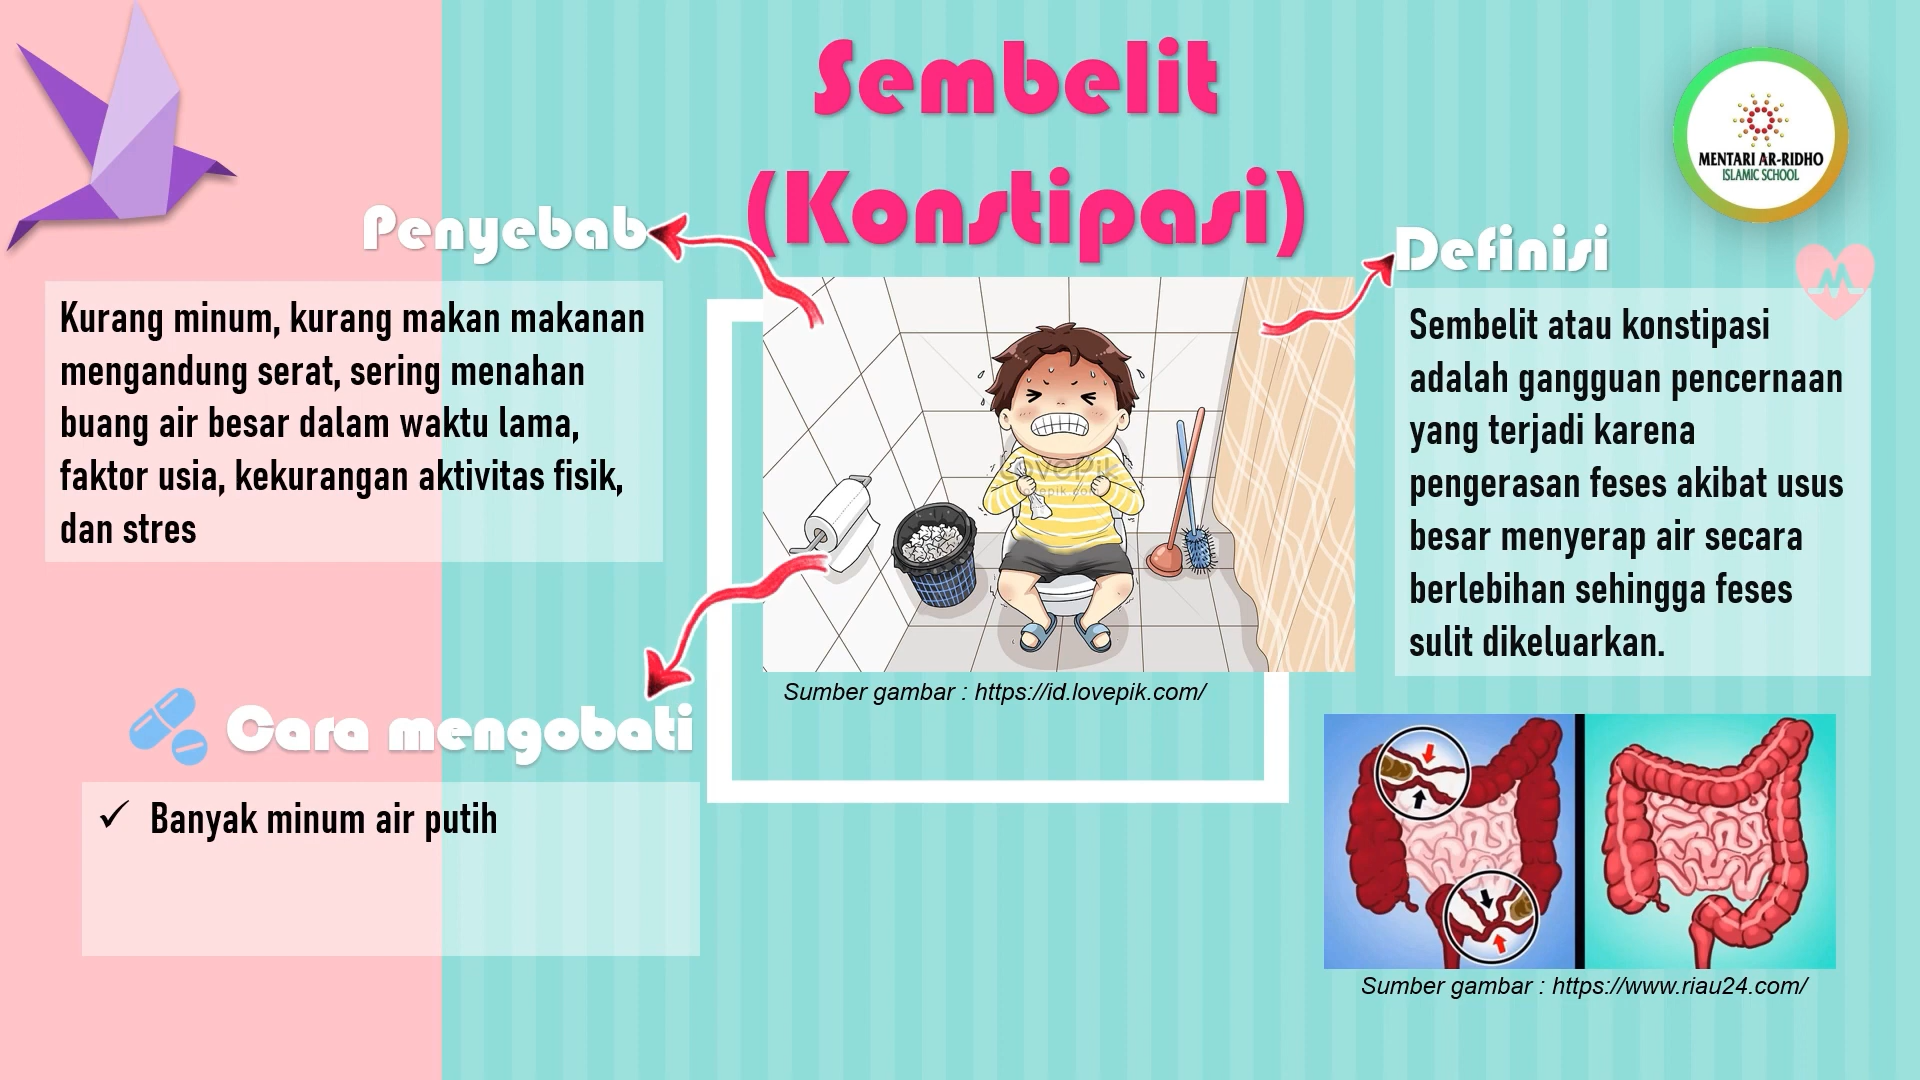 Sembelit
(Konstipasi)
MENTARI AR-RIDHO
ISLAMIC SCHOOL
Penyebab
Kurang minum, kurang makan makanan
mengandung serat, sering menahan
buang air besar dalam waktu lama,
faktor usia, kekurangan aktivitas fisik,
dan stres
Definisi
Sembelit atau konstipasi
adalah gangguan pencernaan
yang terjadi karena
pengerasan feses akibat usus
besar menyerap air secara
berlebihan sehingga feses
sulit dikeluarkan.
LovePik
Sumber gambar : https://id.lovepik.com/
Cara mengobati
✓ Banyak minum air putih
Sumber gambar : https://www.riau24.com/